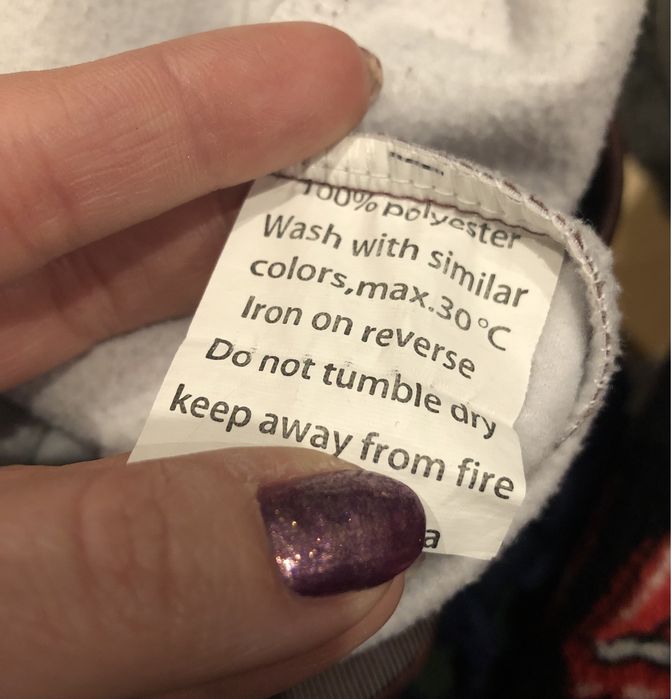 100% polyester
Wash with similar
colors,max.30°C
Iron on reverse
Do not tumble dry
keep away from fire